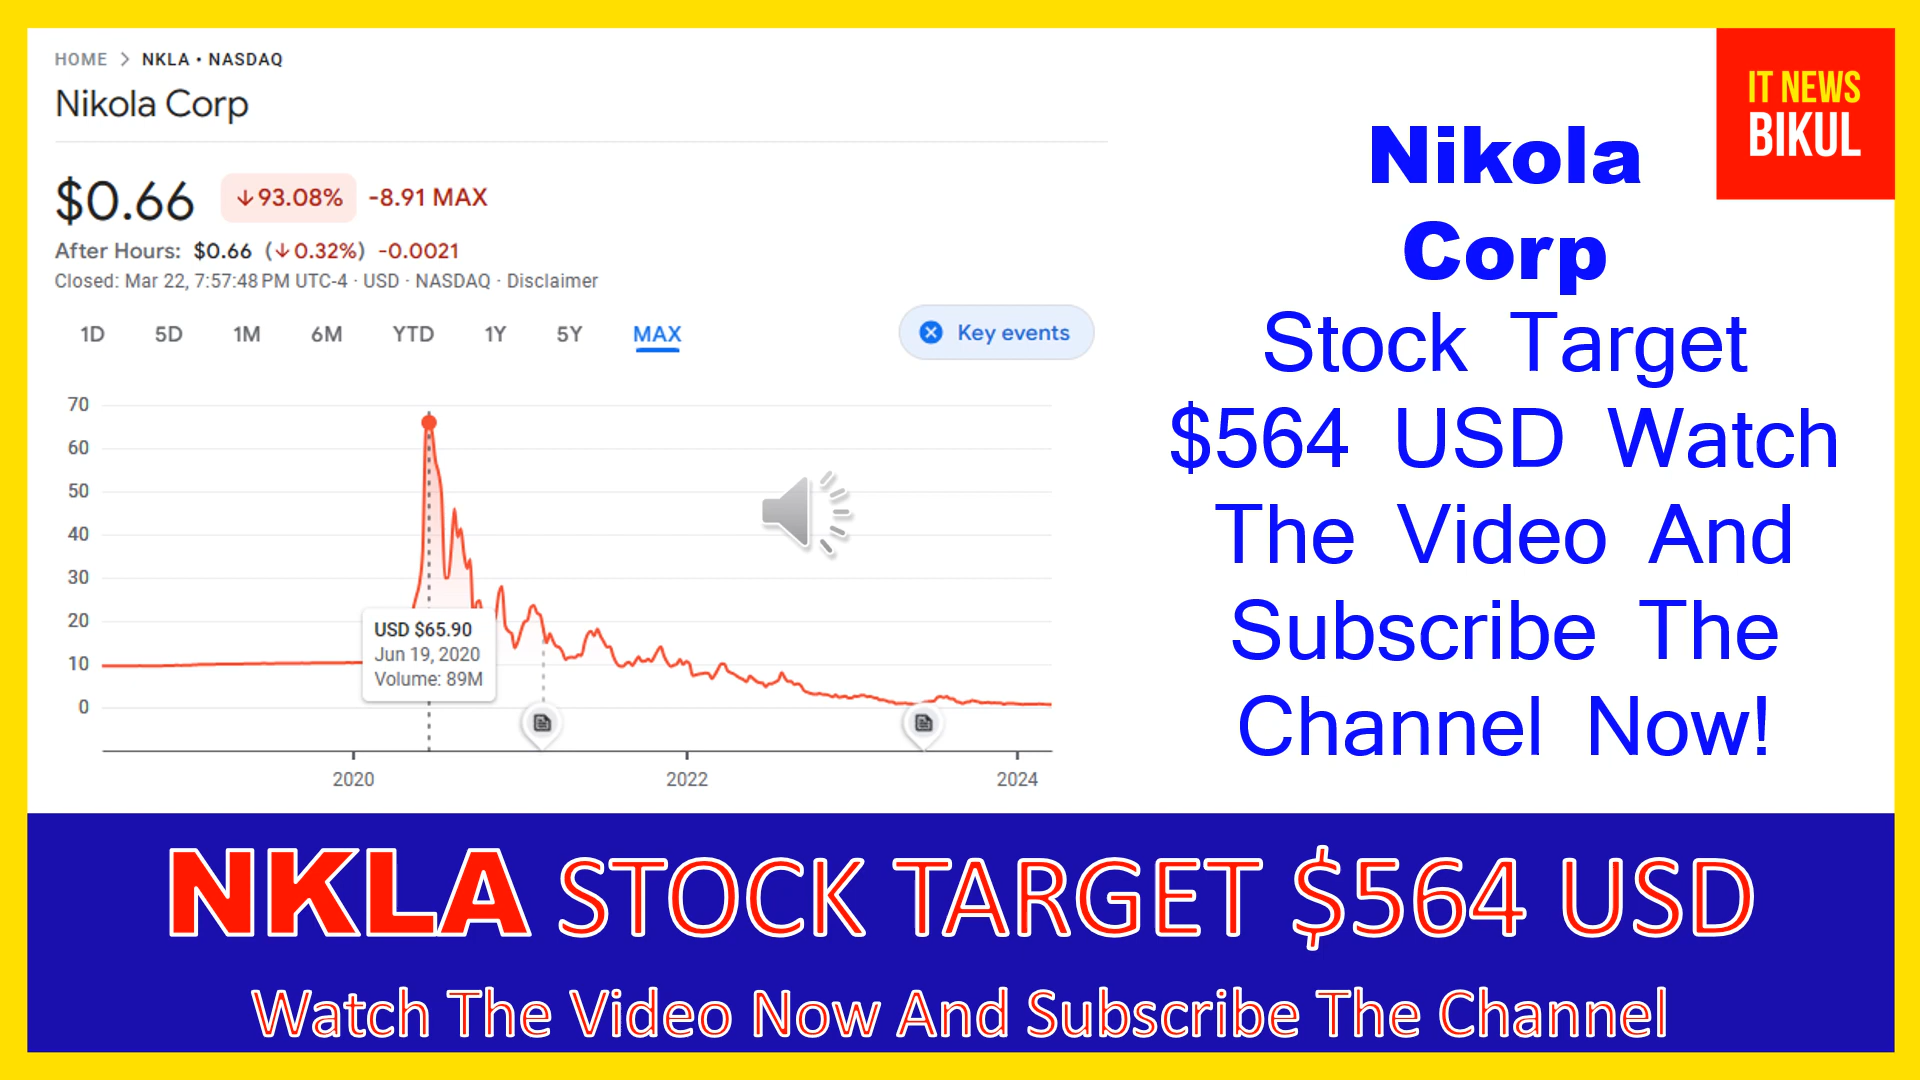 HOME > NKLA • NASDAQ
Nikola Corp
$0.66 ↓93.08% -8.91 MAX
After Hours: $0.66 (↓0.32%) -0.0021
Closed: Mar 22, 7:57:48 PM UTC-4 · USD · NASDAQ · Disclaimer
1D 5D 1M 6M YTD 1Y 5Y MAX
Key events
70
60
50
40
30
20
10
0
USD $65.90
Jun 19, 2020
Volume: 89M
2020 2022 2024
IT NEWS
BIKUL
Nikola
Corp
Stock Target
$564 USD Watch
The Video And
Subscribe The
Channel Now!
NKLA STOCK TARGET $564 USD
Watch The Video Now And Subscribe The Channel